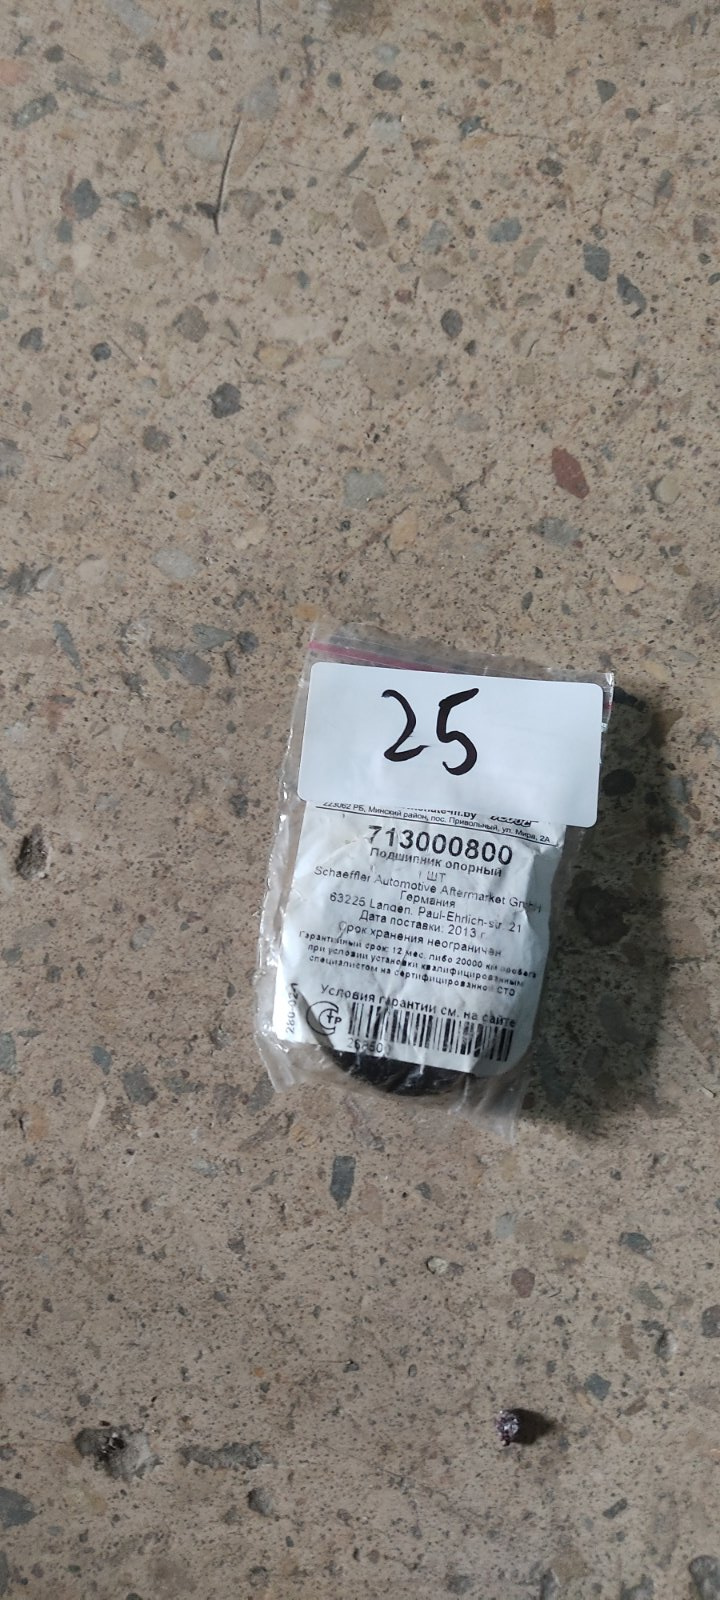 25
223062 РБ, Минский район, пос. Привольный, ул. Мира, 2А
713000800
Подшипник опорный
1 ШТ
Schaeffler Automotive Aftermarket GmbH
Германия
63225 Langen, Paul-Ehrlich-str. 21
Дата поставки: 2013 г.
Срок хранения неограничен
Гарантийный срок: 12 мес. либо 20000 км пробега
при условии установки квалифицированным
специалистом на сертифицированной СТО
Условия гарантии см. на сайте